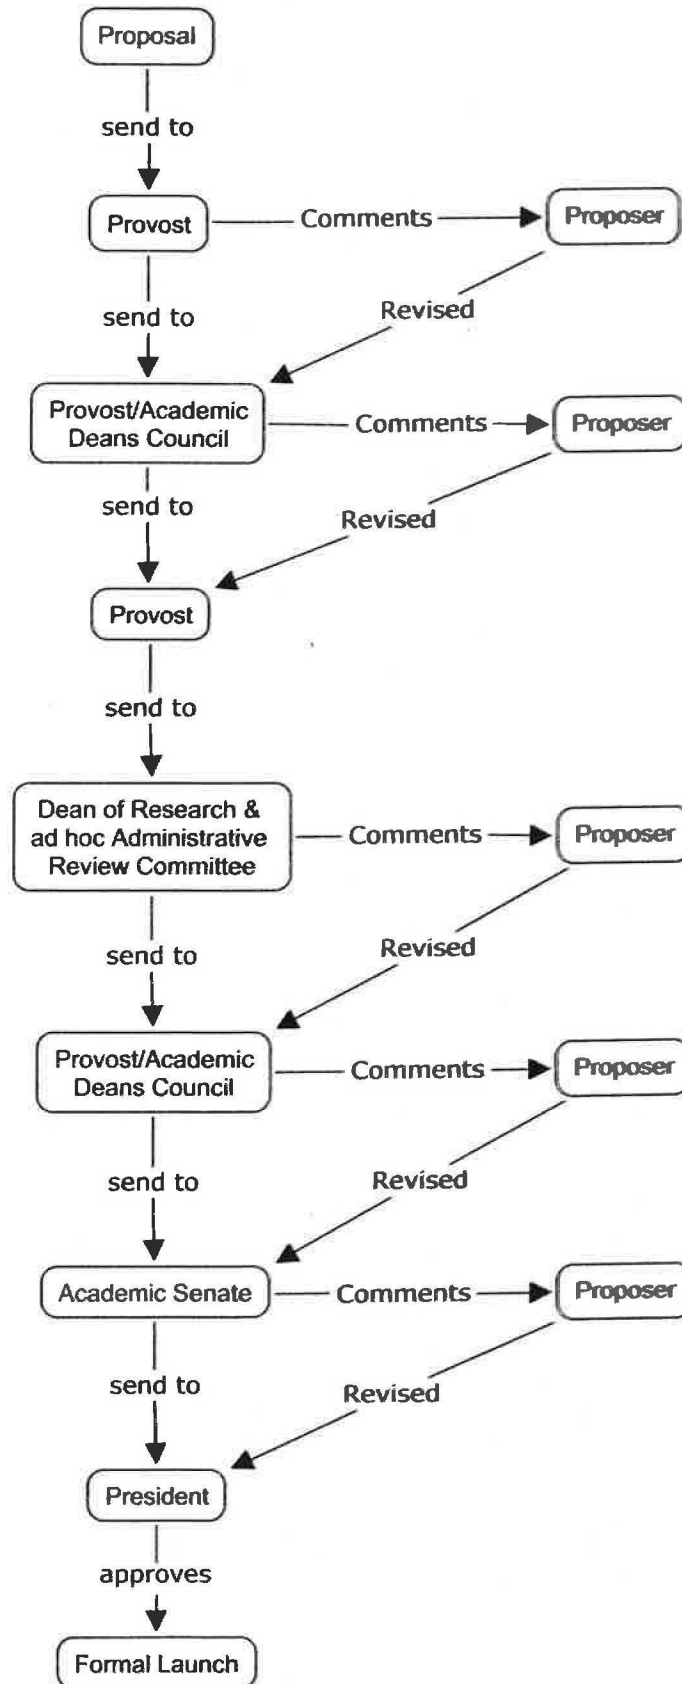 Proposal
send to
Provost
Comments
Proposer
send to
Revised
Provost/Academic
Deans Council
Comments
Proposer
send to
Revised
Provost
send to
Dean of Research &
ad hoc Administrative
Review Committee
Comments
Proposer
send to
Revised
Provost/Academic
Deans Council
Comments
Proposer
send to
Revised
Academic Senate
Comments
Proposer
send to
Revised
President
approves
Formal Launch